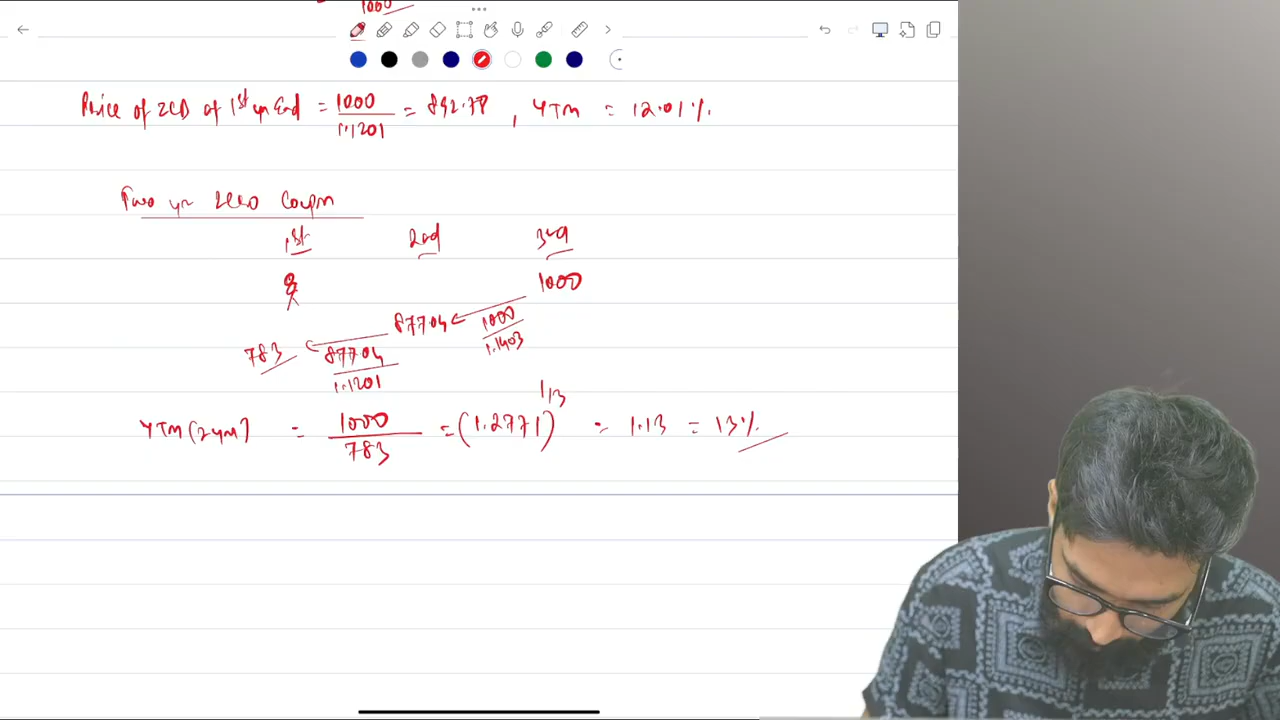 1000
Price of ZCB at 1st yr End = 1000 / 1.1201 = 892.78 , YTM = 12.01%
Two yr zero Coupn
1st 2nd 3rd
1000
877.04 1000 / 1.1403
783 877.04 / 1.1201
YTM (2 yr) = 1000 / 783 = (1.2771)^1/3 = 1.13 = 13%